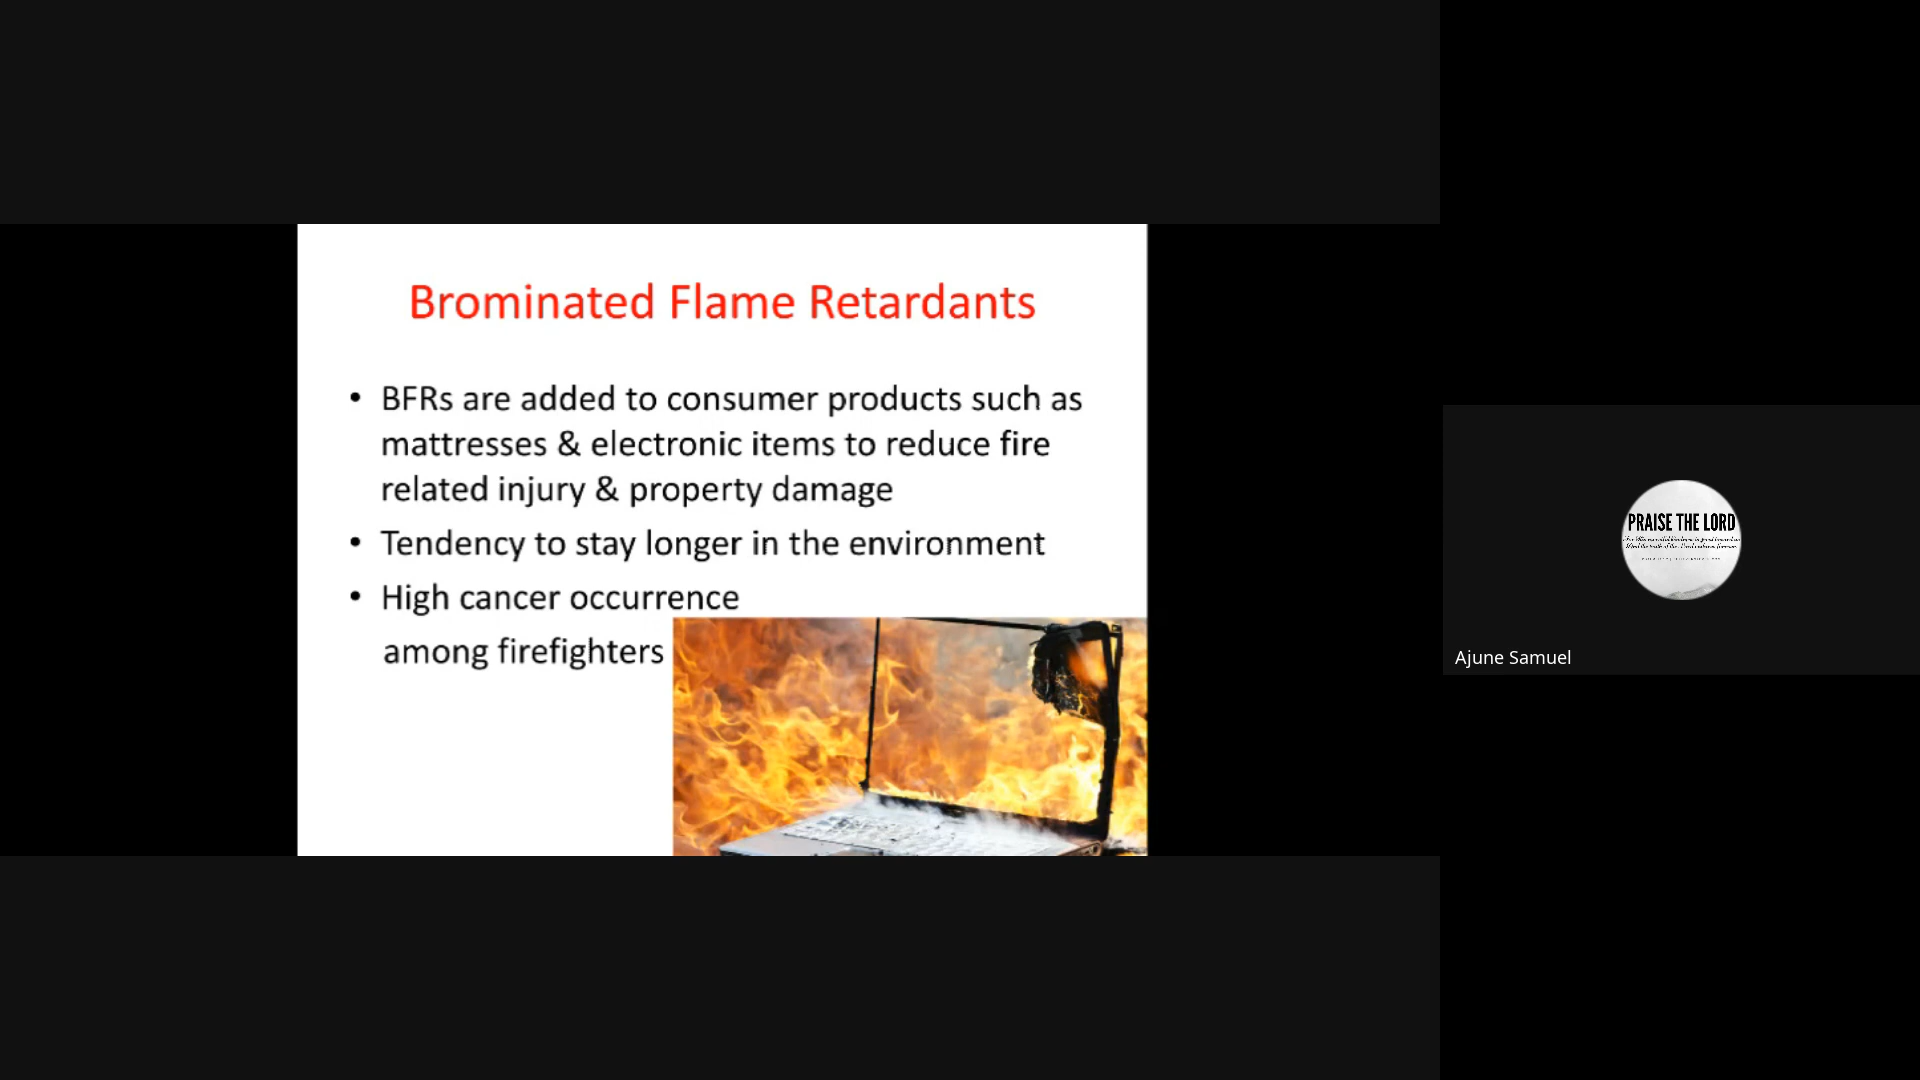 Brominated Flame Retardants
• BFRs are added to consumer products such as
mattresses & electronic items to reduce fire
related injury & property damage
• Tendency to stay longer in the environment
• High cancer occurrence
among firefighters
PRAISE THE LORD
Ajune Samuel